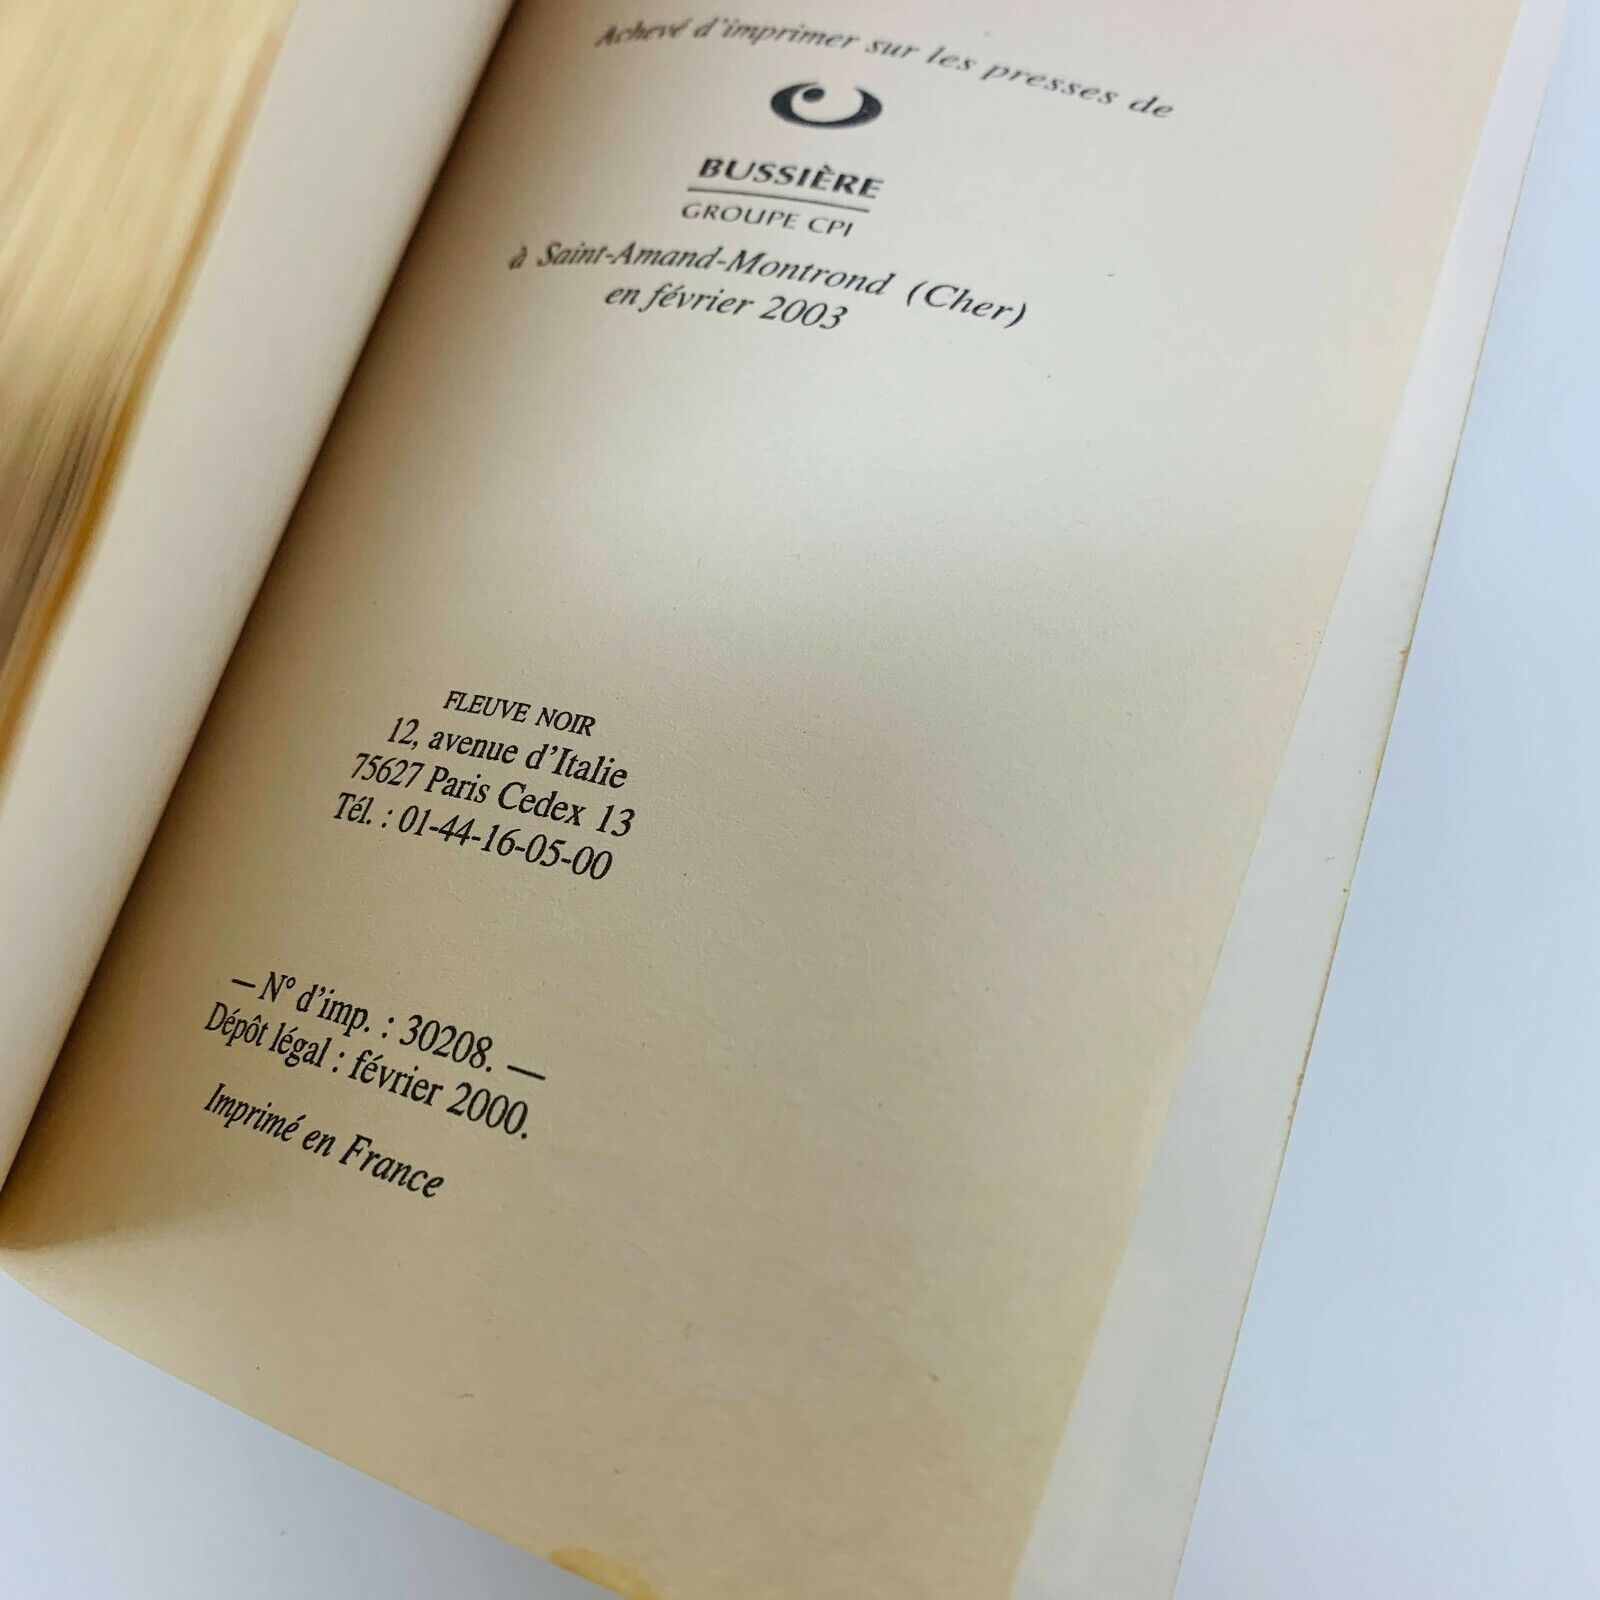 Achevé d'imprimer sur les presses de
BUSSIÈRE
GROUPE CPI
à Saint-Amand-Montrond (Cher)
en février 2003
FLEUVE NOIR
12, avenue d'Italie
75627 Paris Cedex 13
Tél. : 01-44-16-05-00
— N° d'imp. : 30208. —
Dépôt légal : février 2000.
Imprimé en France